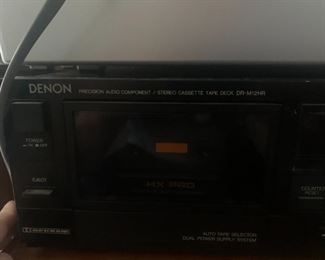 DENON PRECISION AUDIO COMPONENT / STEREO CASSETTE TAPE DECK DR-M12HR
POWER
EJECT
HX PRO
COUNTER
RESET
AUTO TAPE SELECTOR
DUAL POWER SUPPLY SYSTEM